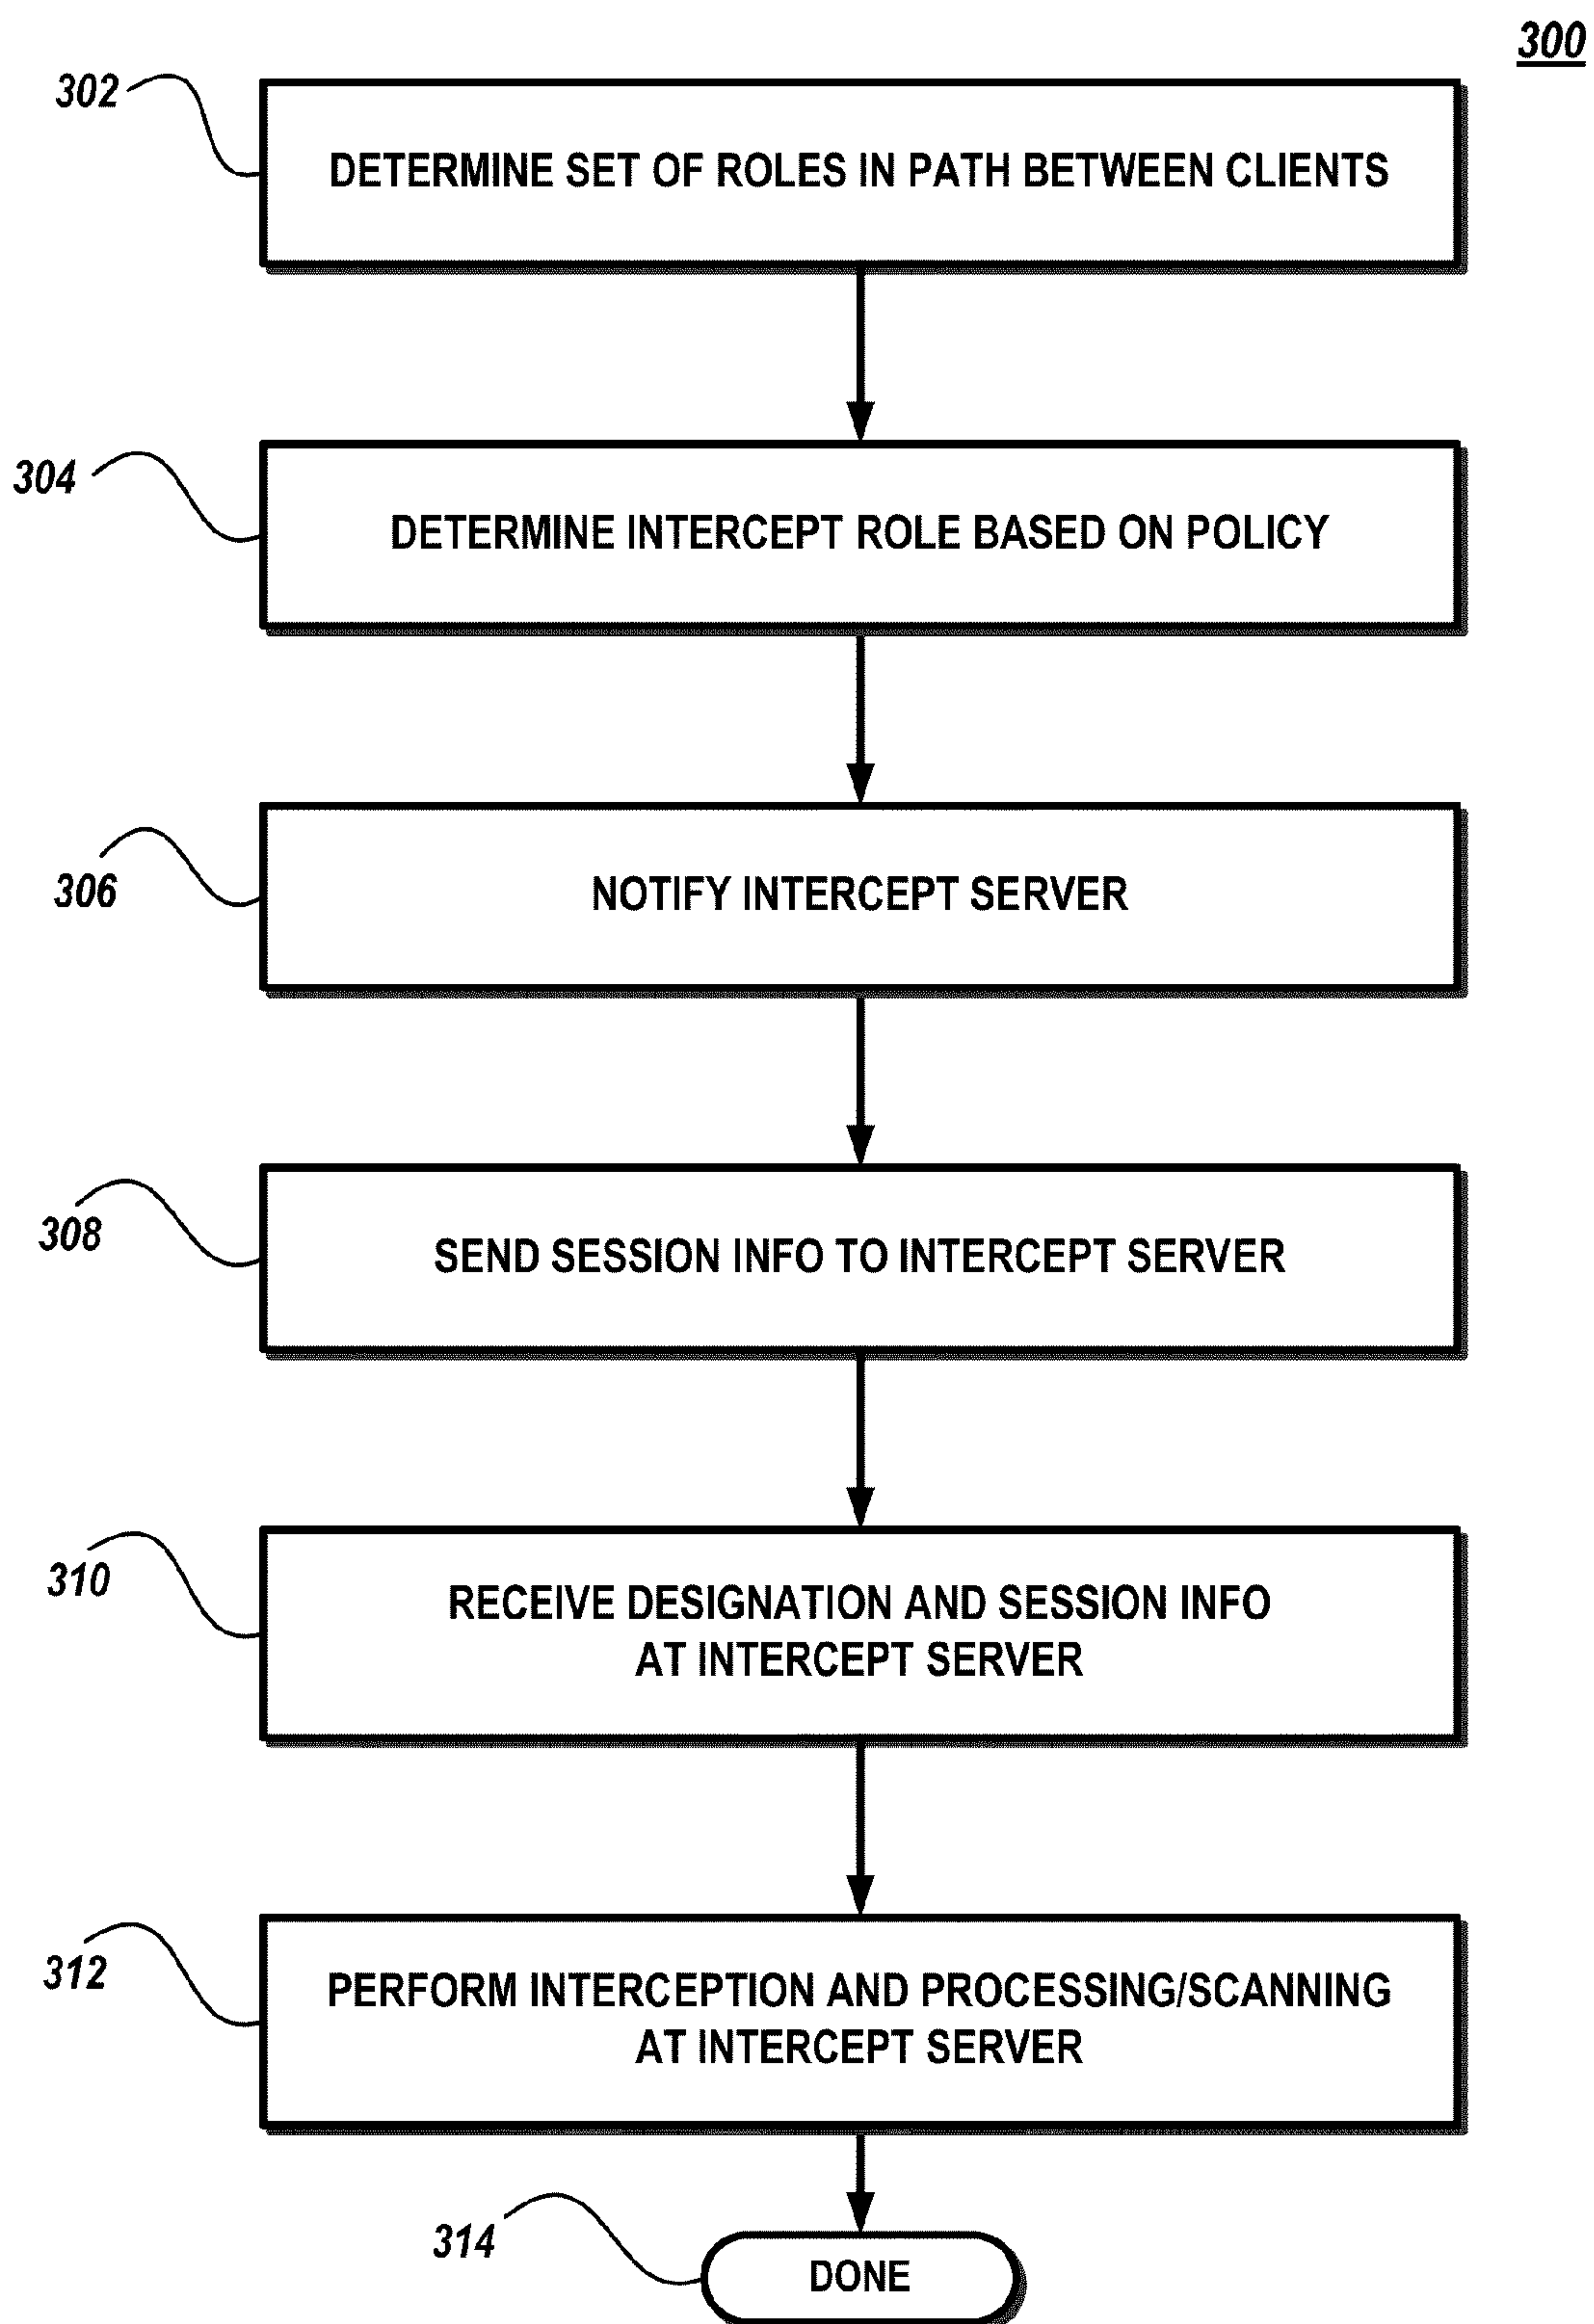 300
302
DETERMINE SET OF ROLES IN PATH BETWEEN CLIENTS
304
DETERMINE INTERCEPT ROLE BASED ON POLICY
306
NOTIFY INTERCEPT SERVER
308
SEND SESSION INFO TO INTERCEPT SERVER
310
RECEIVE DESIGNATION AND SESSION INFO
AT INTERCEPT SERVER
312
PERFORM INTERCEPTION AND PROCESSING/SCANNING
AT INTERCEPT SERVER
314
DONE